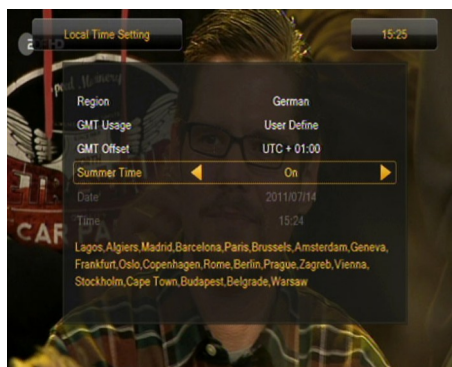 Local Time Setting
15:25
Region German
GMT Usage User Define
GMT Offset UTC + 01:00
Summer Time On
Date 2011/07/14
Time 15:24
Lagos,Algiers,Madrid,Barcelona,Paris,Brussels,Amsterdam,Geneva,
Frankfurt,Oslo,Copenhagen,Rome,Berlin,Prague,Zagreb,Vienna,
Stockholm,Cape Town,Budapest,Belgrade,Warsaw
HD
CAR